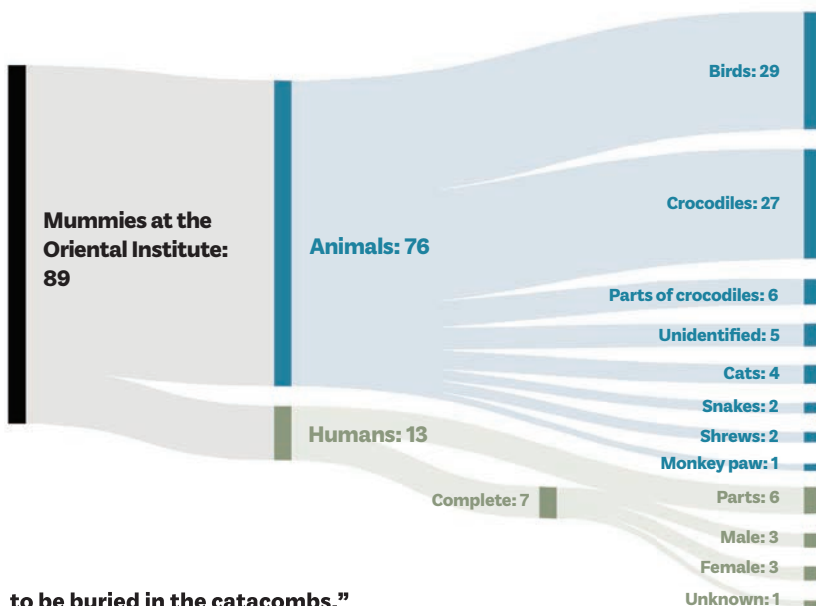 Mummies at the
Oriental Institute:
89
Animals: 76
Humans: 13
Complete: 7
Birds: 29
Crocodiles: 27
Parts of crocodiles: 6
Unidentified: 5
Cats: 4
Snakes: 2
Shrews: 2
Monkey paw: 1
Parts: 6
Male: 3
Female: 3
Unknown: 1
to be buried in the catacombs.”